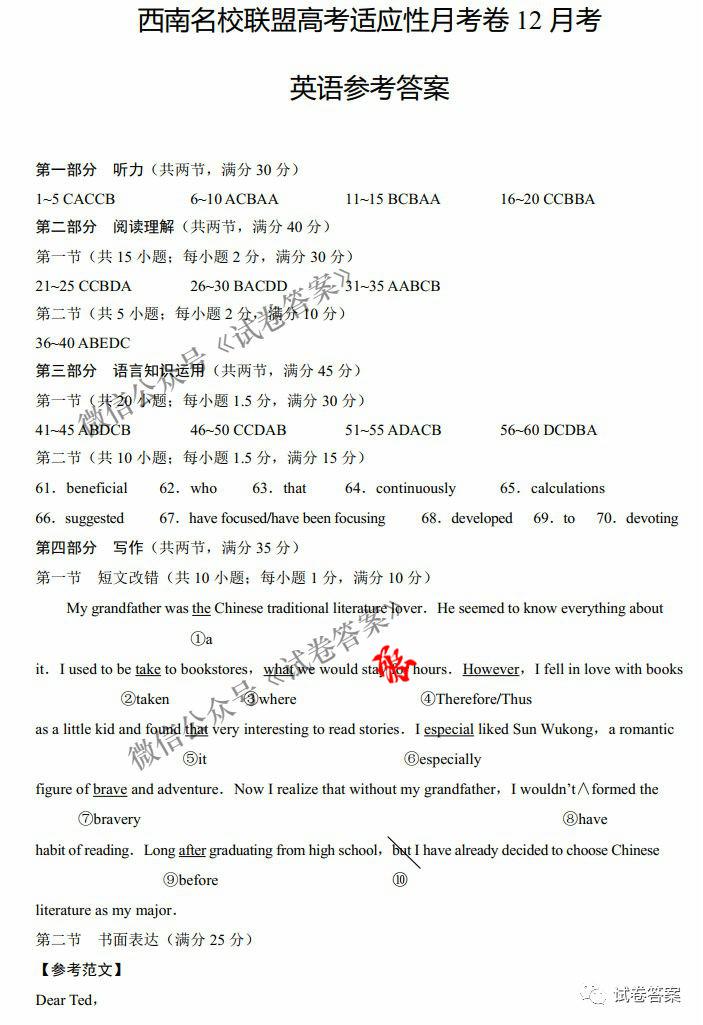 西南名校联盟高考适应性月考卷 12 月考
英语参考答案
第一部分 听力（共两节，满分 30 分）
1~5 CACCB 6~10 ACBAA 11~15 BCBAA 16~20 CCBBA
第二部分 阅读理解（共两节，满分 40 分）
第一节（共 15 小题；每小题 2 分，满分 30 分）
21~25 CCBDA 26~30 BACDD 31~35 AABCB
第二节（共 5 小题；每小题 2 分，满分 10 分）
36~40 ABEDC
第三部分 语言知识运用（共两节，满分 45 分）
第一节（共 20 小题；每小题 1.5 分，满分 30 分）
41~45 ABDCB 46~50 CCDAB 51~55 ADACB 56~60 DCDBA
第二节（共 10 小题；每小题 1.5 分，满分 15 分）
61．beneficial 62．who 63．that 64．continuously 65．calculations
66．suggested 67．have focused/have been focusing 68．developed 69．to 70．devoting
第四部分 写作（共两节，满分 35 分）
第一节 短文改错（共 10 小题；每小题 1 分，满分 10 分）
My grandfather was the Chinese traditional literature lover．He seemed to know everything about
①a
it．I used to be take to bookstores，what we would hours．However，I fell in love with books
②taken ③where ④Therefore/Thus
as a little kid and found that very interesting to read stories．I especial liked Sun Wukong，a romantic
⑤it ⑥especially
figure of brave and adventure．Now I realize that without my grandfather，I wouldn't∧formed the
⑦bravery ⑧have
habit of reading．Long after graduating from high school，but I have already decided to choose Chinese
⑨before ⑩
literature as my major．
第二节 书面表达（满分 25 分）
【参考范文】
Dear Ted，
微信公众号《试卷答案》
微信公众号《试卷答案》
试卷答案